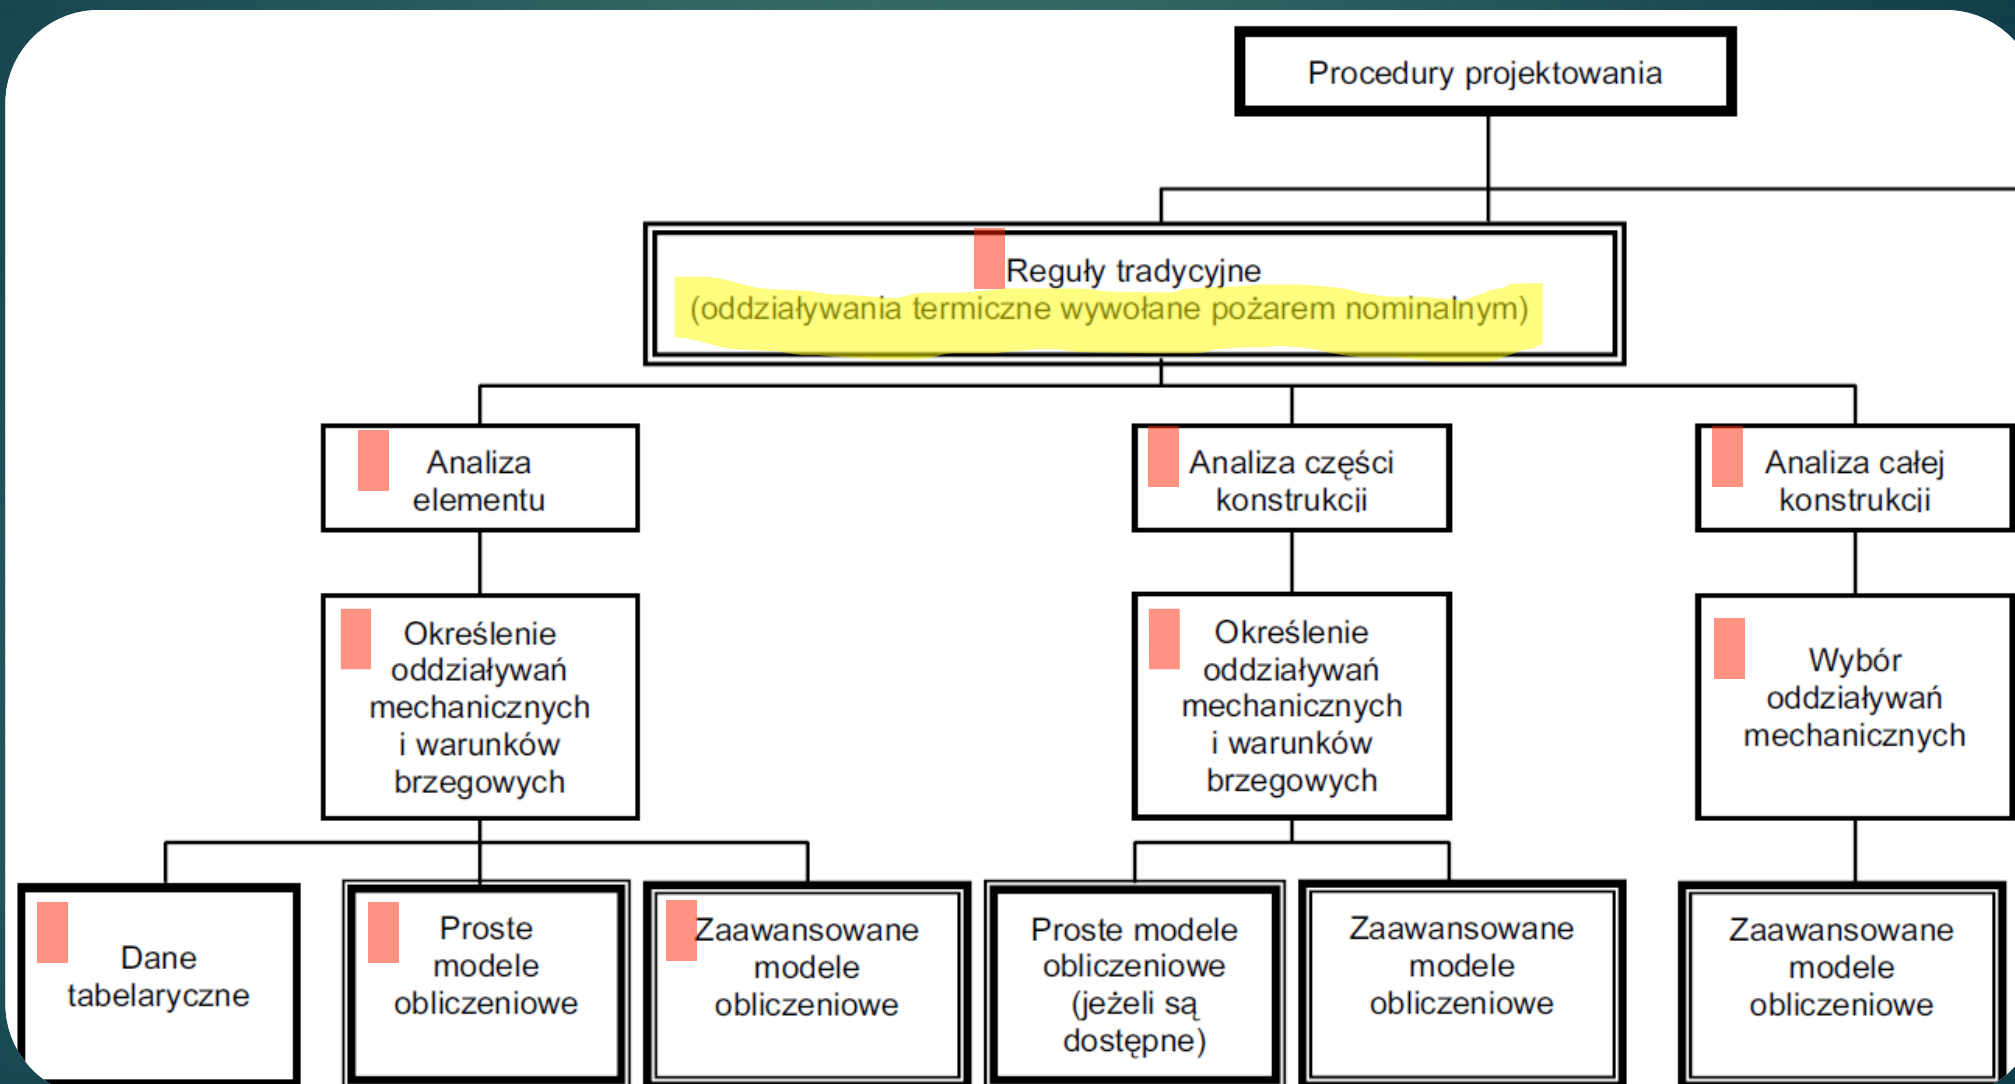 Procedury projektowania
Reguły tradycyjne
(oddziaływania termiczne wywołane pożarem nominalnym)
Analiza
elementu
Analiza części
konstrukcji
Analiza całej
konstrukcji
Określenie
oddziaływań
mechanicznych
i warunków
brzegowych
Określenie
oddziaływań
mechanicznych
i warunków
brzegowych
Wybór
oddziaływań
mechanicznych
Dane
tabelaryczne
Proste
modele
obliczeniowe
Zaawansowane
modele
obliczeniowe
Proste modele
obliczeniowe
(jeżeli są
dostępne)
Zaawansowane
modele
obliczeniowe
Zaawansowane
modele
obliczeniowe